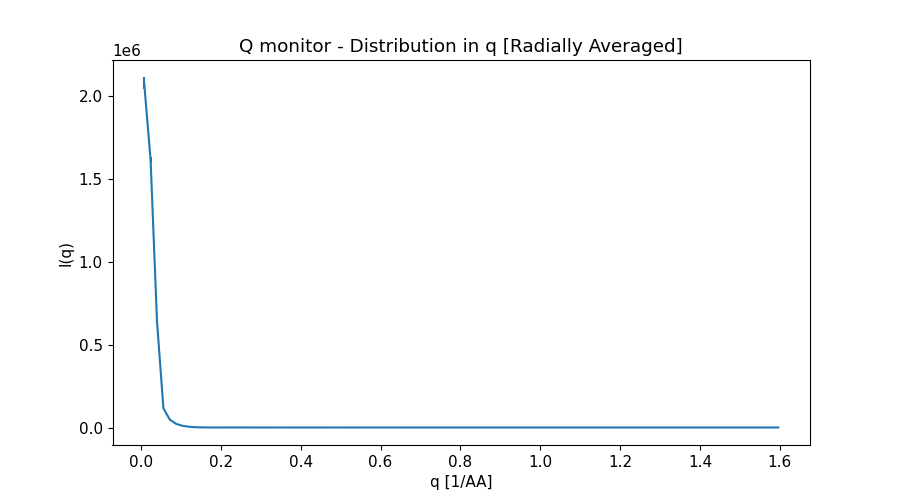 Q monitor - Distribution in q [Radially Averaged]
1e6
2.0
1.5
1.0
0.5
0.0
I(q)
0.0 0.2 0.4 0.6 0.8 1.0 1.2 1.4 1.6
q [1/AA]